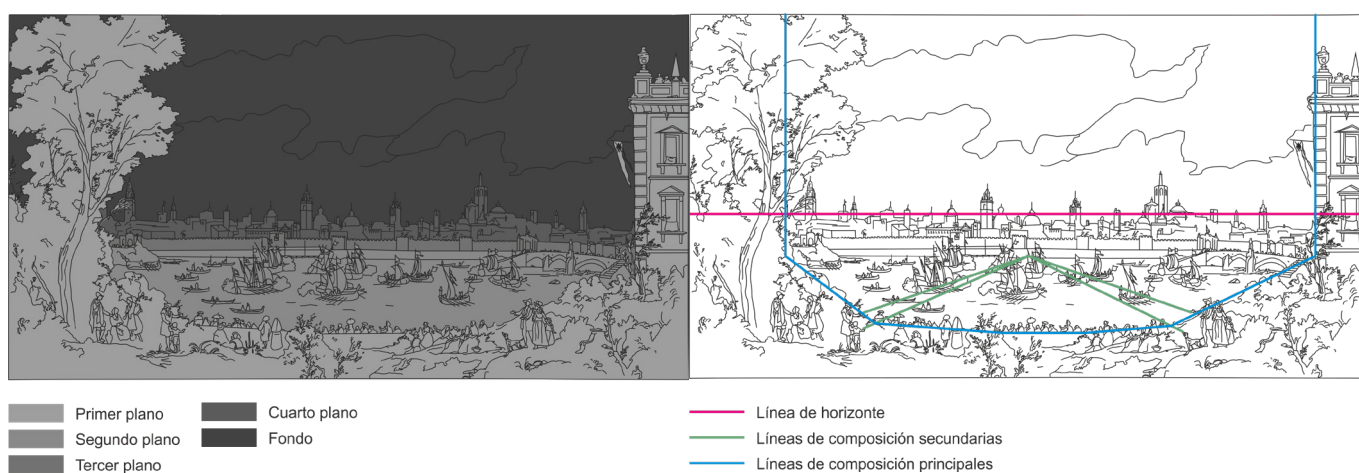 Primer plano
Segundo plano
Tercer plano
Cuarto plano
Fondo
Línea de horizonte
Líneas de composición secundarias
Líneas de composición principales